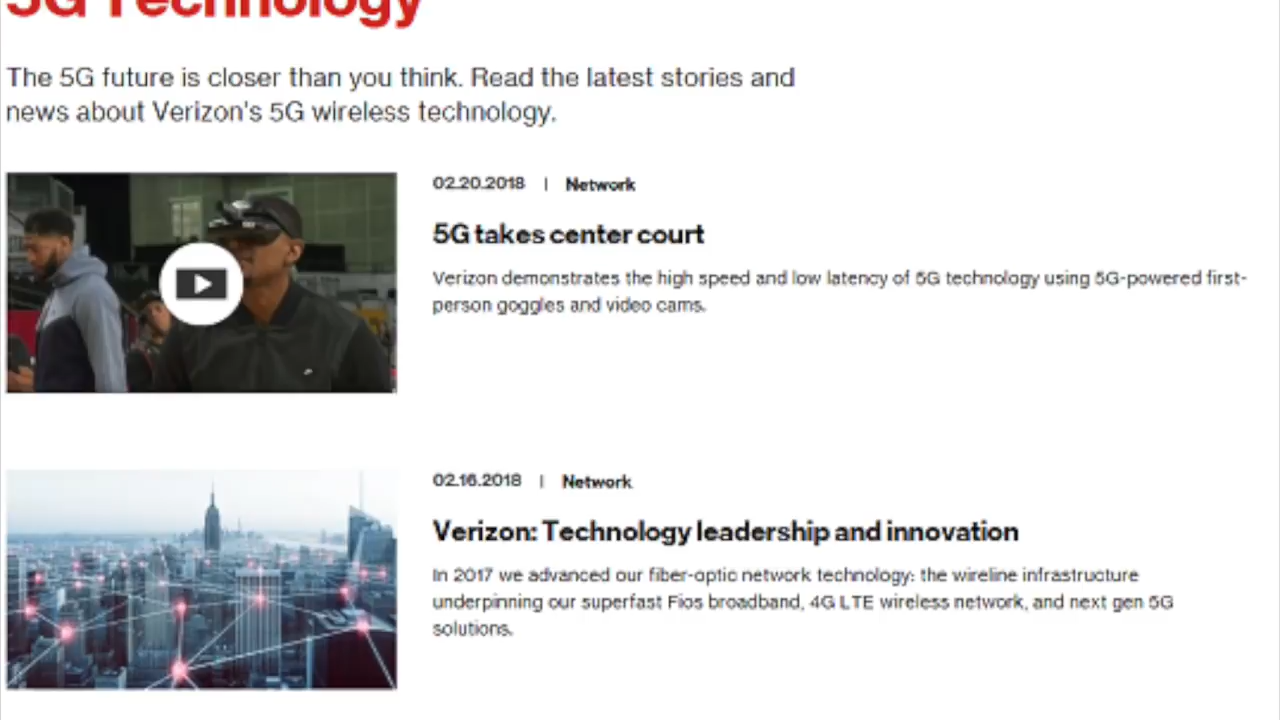 5G Technology
The 5G future is closer than you think. Read the latest stories and
news about Verizon's 5G wireless technology.
02.20.2018 | Network
5G takes center court
Verizon demonstrates the high speed and low latency of 5G technology using 5G-powered first-
person goggles and video cams.
02.16.2018 | Network
Verizon: Technology leadership and innovation
In 2017 we advanced our fiber-optic network technology: the wireline infrastructure
underpinning our superfast Fios broadband, 4G LTE wireless network, and next gen 5G
solutions.